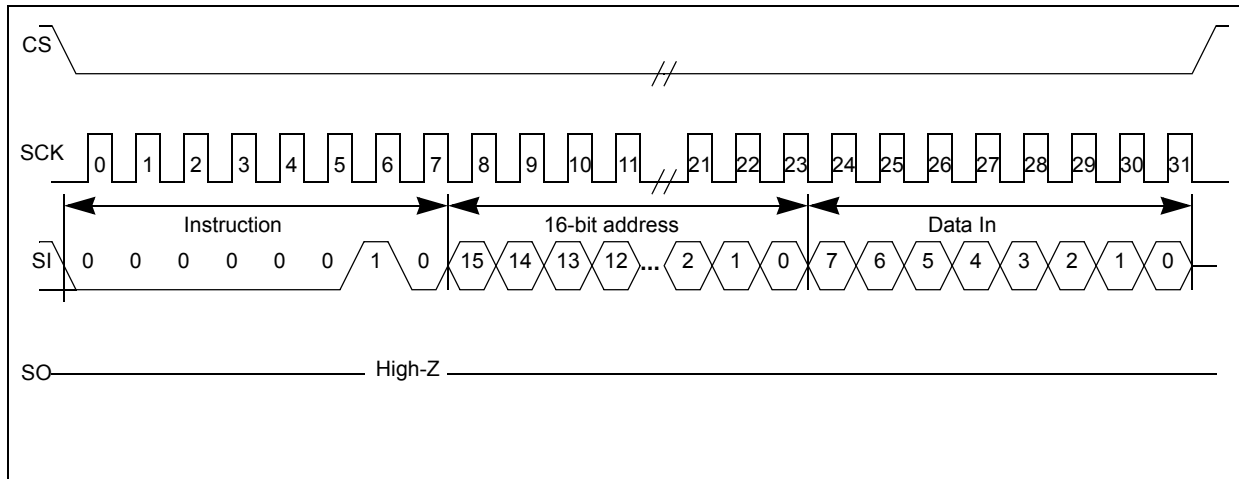 CS
SCK 0 1 2 3 4 5 6 7 8 9 10 11 21 22 23 24 25 26 27 28 29 30 31
Instruction 16-bit address Data In
SI 0 0 0 0 0 0 1 0 15 14 13 12 ... 2 1 0 7 6 5 4 3 2 1 0
SO High-Z